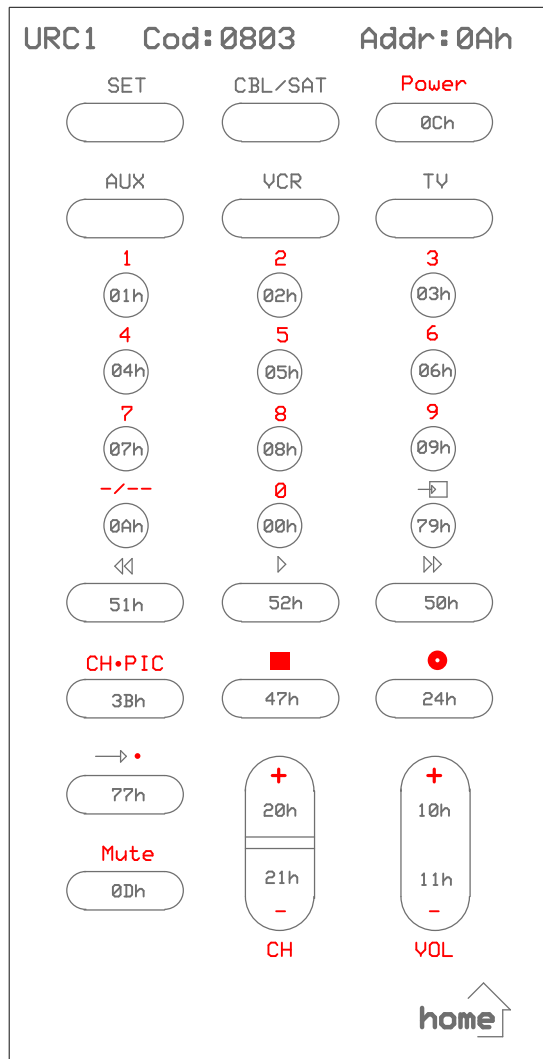 URC1 Cod:0803 Addr:0Ah
SET CBL/SAT Power
0Ch
AUX VCR TV
1 2 3
01h 02h 03h
4 5 6
04h 05h 06h
7 8 9
07h 08h 09h
-/-- 0
0Ah 00h 79h
51h 52h 50h
CH•PIC
3Bh 47h 24h
+ +
77h 20h 10h
Mute
0Dh 21h 11h
- -
CH VOL
home